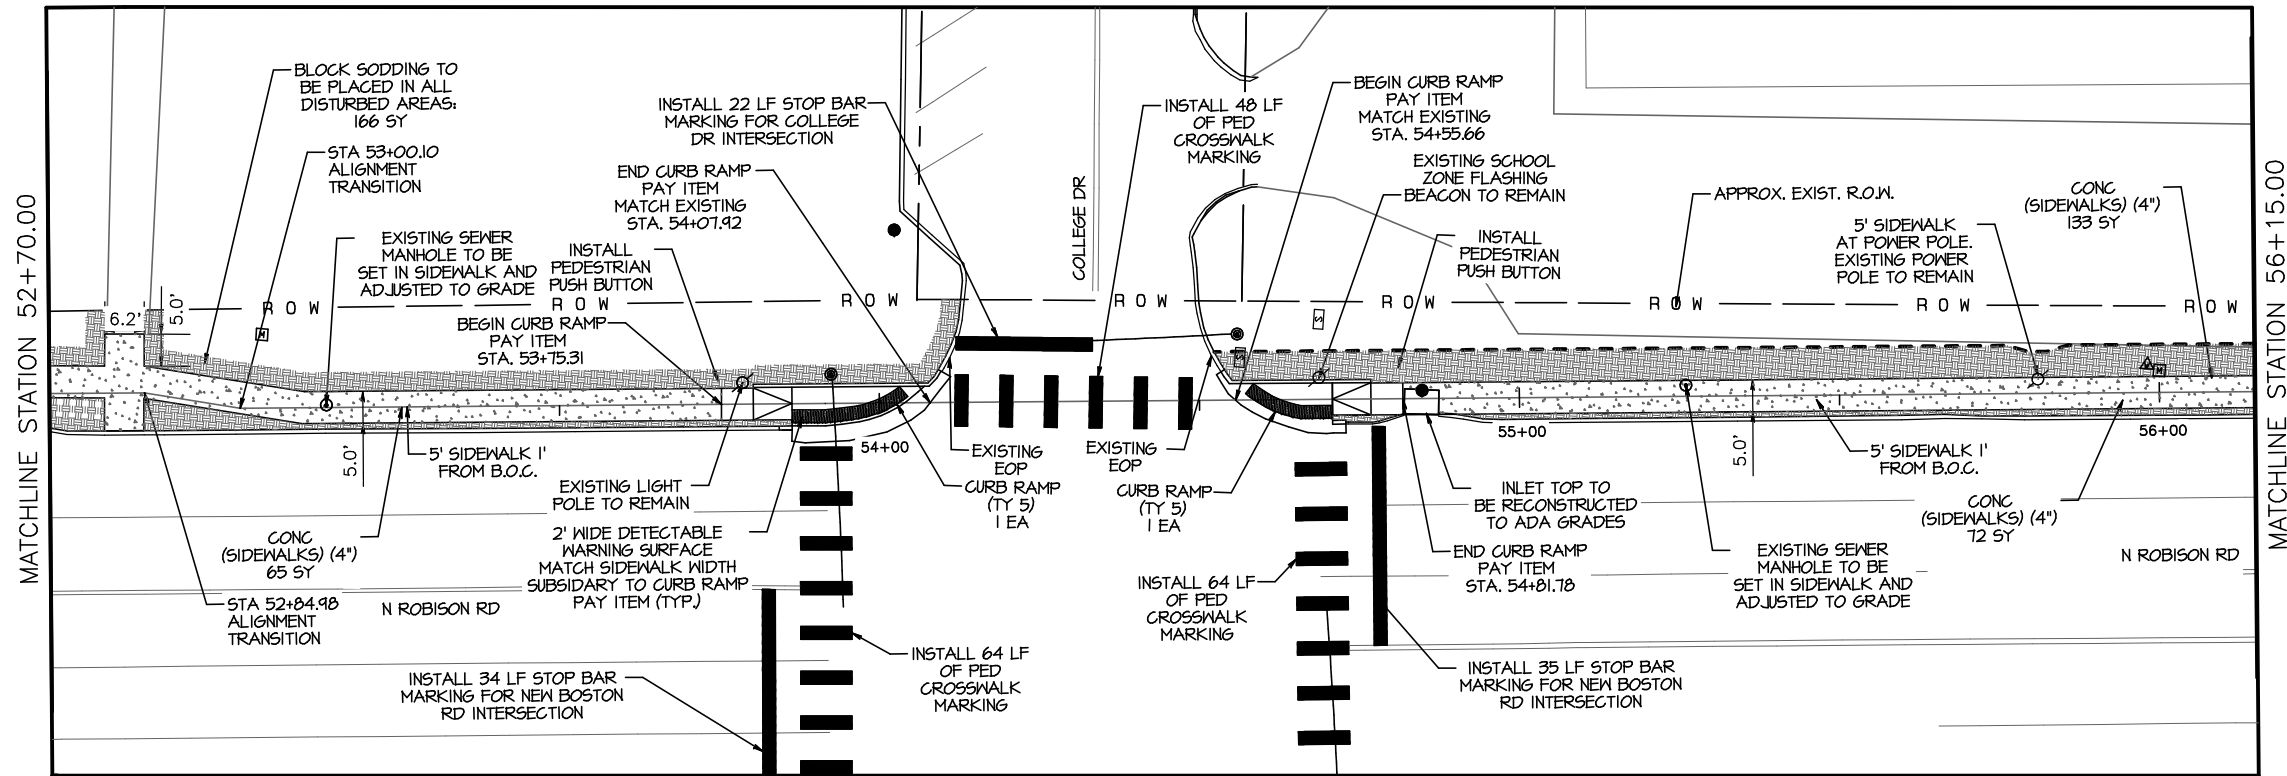 MATCHLINE STATION 52+70.00
BLOCK SODDING TO
BE PLACED IN ALL
DISTURBED AREAS:
166 SY
STA 53+00.10
ALIGNMENT
TRANSITION
EXISTING SEWER
MANHOLE TO BE
SET IN SIDEWALK AND
ADJUSTED TO GRADE
INSTALL
PEDESTRIAN
PUSH BUTTON
INSTALL 22 LF STOP BAR
MARKING FOR COLLEGE
DR INTERSECTION
END CURB RAMP
PAY ITEM
MATCH EXISTING
STA. 54+07.92
BEGIN CURB RAMP
PAY ITEM
STA. 53+75.31
COLLEGE DR
INSTALL 48 LF
OF PED
CROSSWALK
MARKING
BEGIN CURB RAMP
PAY ITEM
MATCH EXISTING
STA. 54+55.66
EXISTING SCHOOL
ZONE FLASHING
BEACON TO REMAIN
INSTALL
PEDESTRIAN
PUSH BUTTON
APPROX. EXIST. R.O.W.
5' SIDEWALK
AT POWER POLE.
EXISTING POWER
POLE TO REMAIN
CONC
(SIDEWALKS) (4")
133 SY
MATCHLINE STATION 56+15.00
6.2'
5.0'
ROW
ROW
ROW
ROW
ROW
ROW
ROW
ROW
M
S
S
M
5.0'
5' SIDEWALK 1'
FROM B.O.C.
54+00
EXISTING
EOP
EXISTING
EOP
55+00
5.0'
5' SIDEWALK 1'
FROM B.O.C.
56+00
CONC
(SIDEWALKS) (4")
65 SY
STA 52+84.98
ALIGNMENT
TRANSITION
N ROBISON RD
EXISTING LIGHT
POLE TO REMAIN
2' WIDE DETECTABLE
WARNING SURFACE
MATCH SIDEWALK WIDTH
SUBSIDARY TO CURB RAMP
PAY ITEM (TYP.)
CURB RAMP
(TY 5)
1 EA
CURB RAMP
(TY 5)
1 EA
INLET TOP TO
BE RECONSTRUCTED
TO ADA GRADES
END CURB RAMP
PAY ITEM
STA. 54+81.78
INSTALL 64 LF
OF PED
CROSSWALK
MARKING
EXISTING SEWER
MANHOLE TO BE
SET IN SIDEWALK AND
ADJUSTED TO GRADE
CONC
(SIDEWALKS) (4")
72 SY
N ROBISON RD
INSTALL 34 LF STOP BAR
MARKING FOR NEW BOSTON
RD INTERSECTION
INSTALL 64 LF
OF PED
CROSSWALK
MARKING
INSTALL 35 LF STOP BAR
MARKING FOR NEW BOSTON
RD INTERSECTION